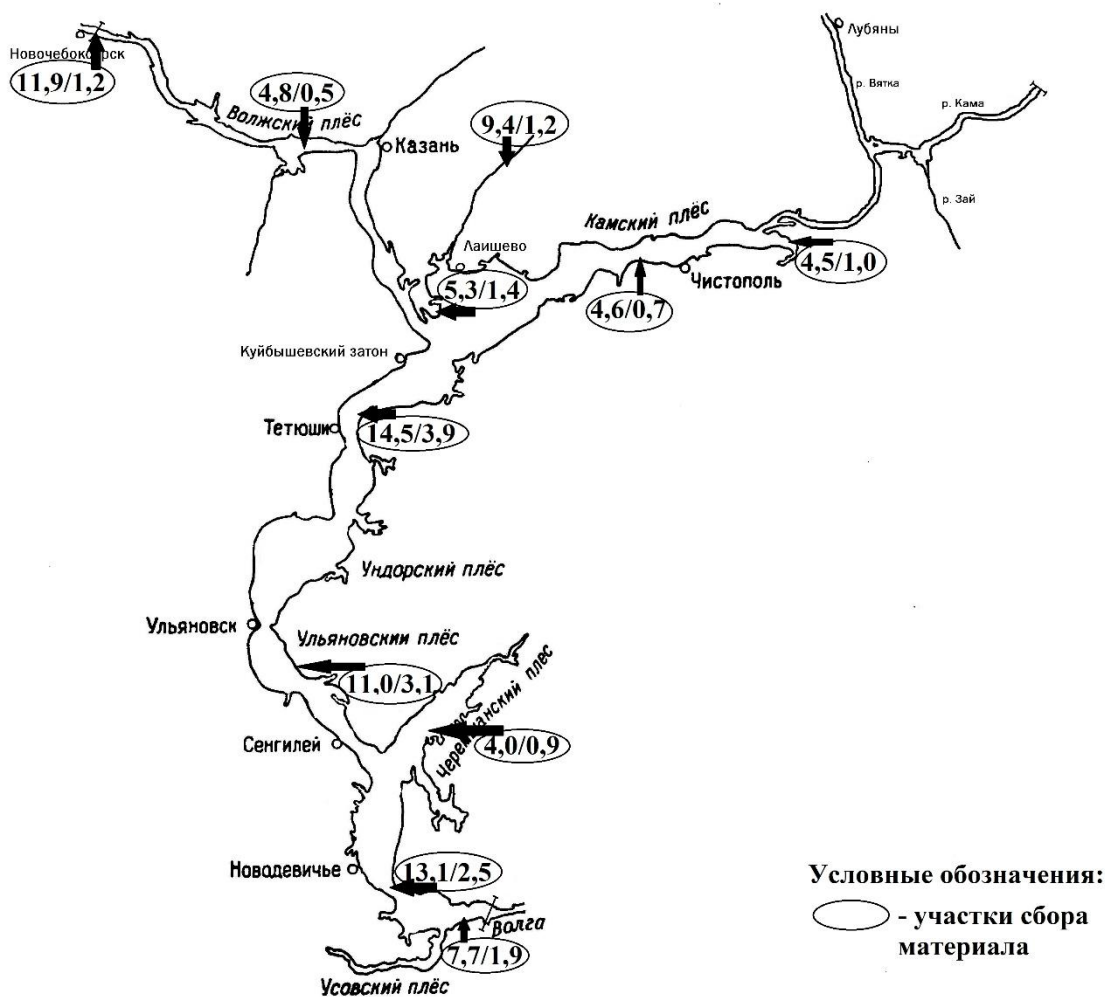 Лубяны
Новочебоксарск
11,9/1,2
р. Вятка
4,8/0,5
р. Кама
Волжский плёс
9,4/1,2
Казань
р. Зай
Камский плёс
Лаишево
4,5/1,0
Чистополь
5,3/1,4
4,6/0,7
Куйбышевский затон
Тетюши
14,5/3,9
Ундорский плёс
Ульяновск
Ульяновскии плёс
11,0/3,1
Черемшанский плес
Сенгилей
4,0/0,9
Новодевичье
13,1/2,5
Волга
7,7/1,9
Усовский плёс
Условные обозначения:
- участки сбора
материала